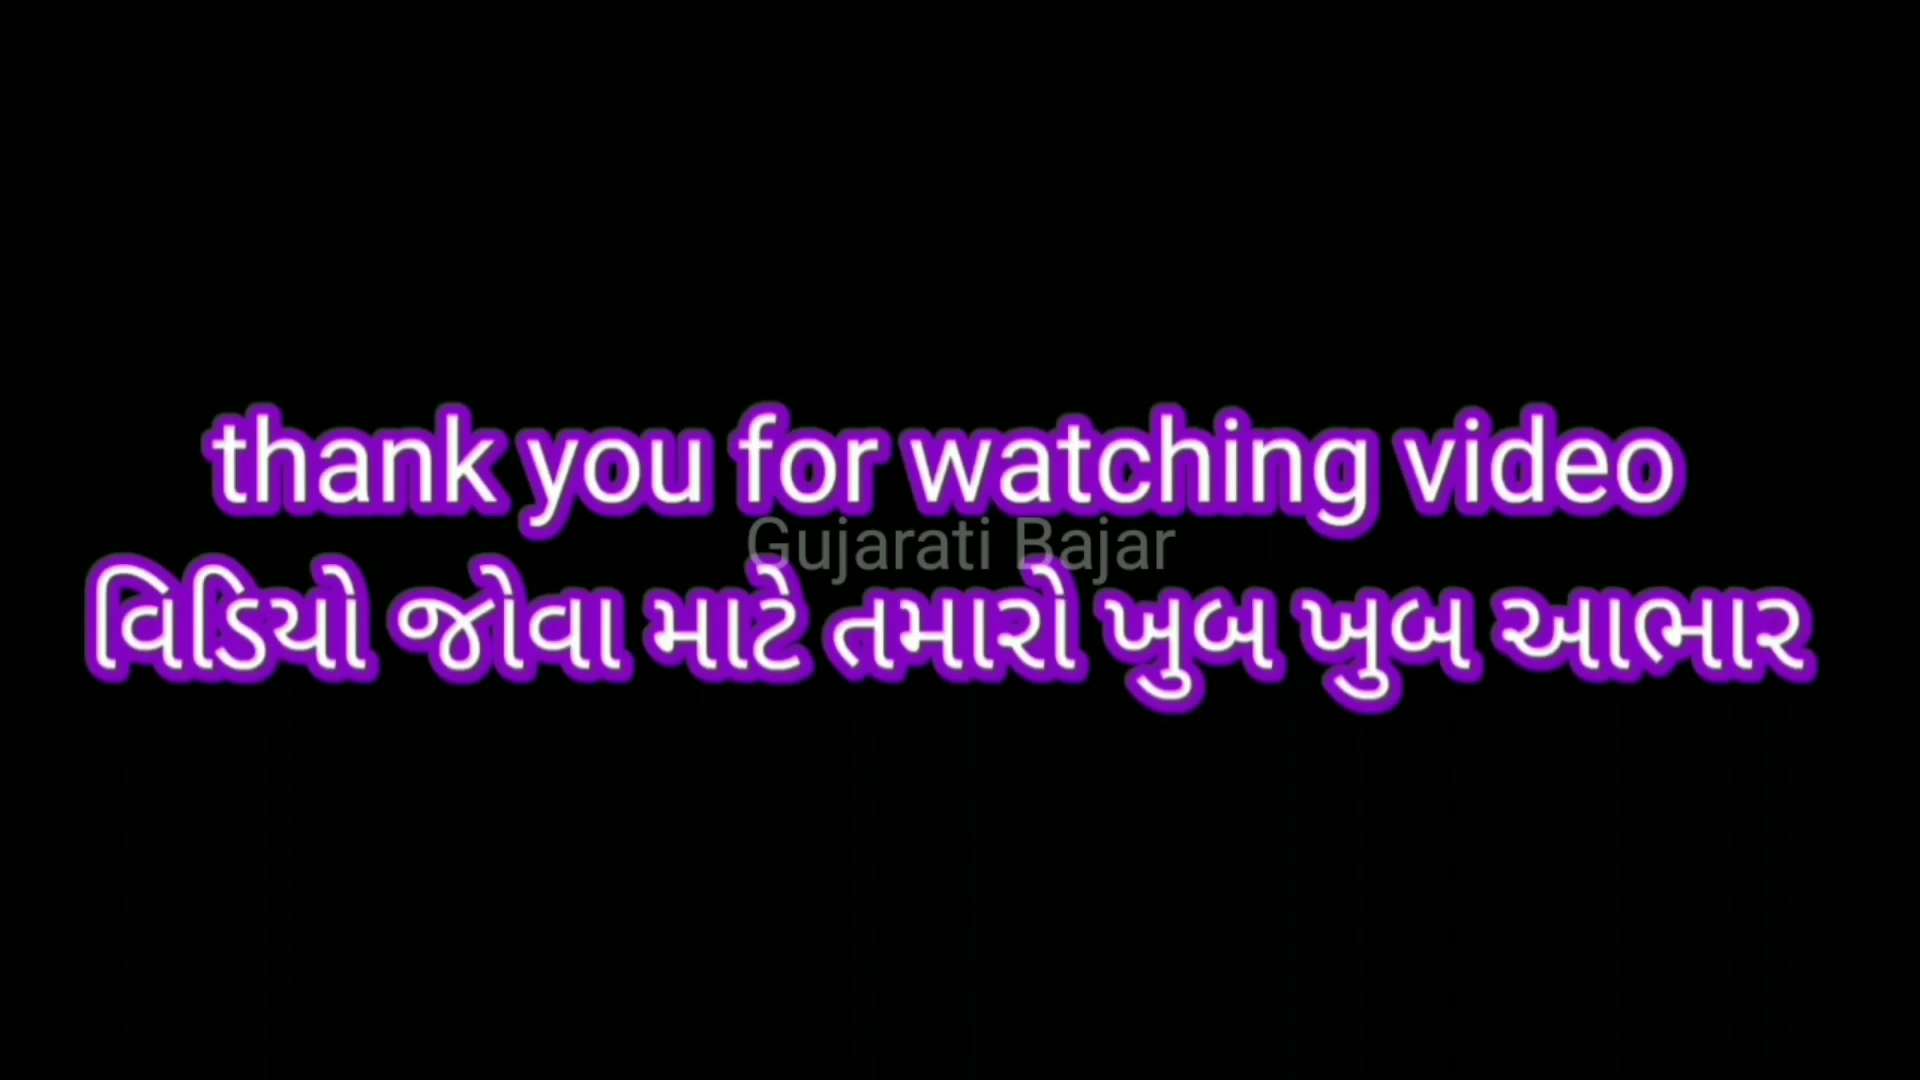 thank you for watching video
Gujarati Bajar
વિડિયો જોવા માટે તમારો ખુબ ખુબ આભાર